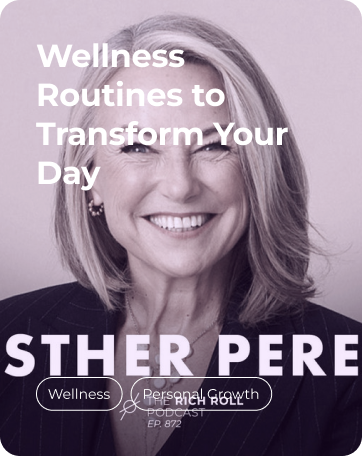 Wellness
Routines to
Transform Your
Day
STHER PERE
Wellness
Personal Growth
THE RICH ROLL
PODCAST
EP. 872